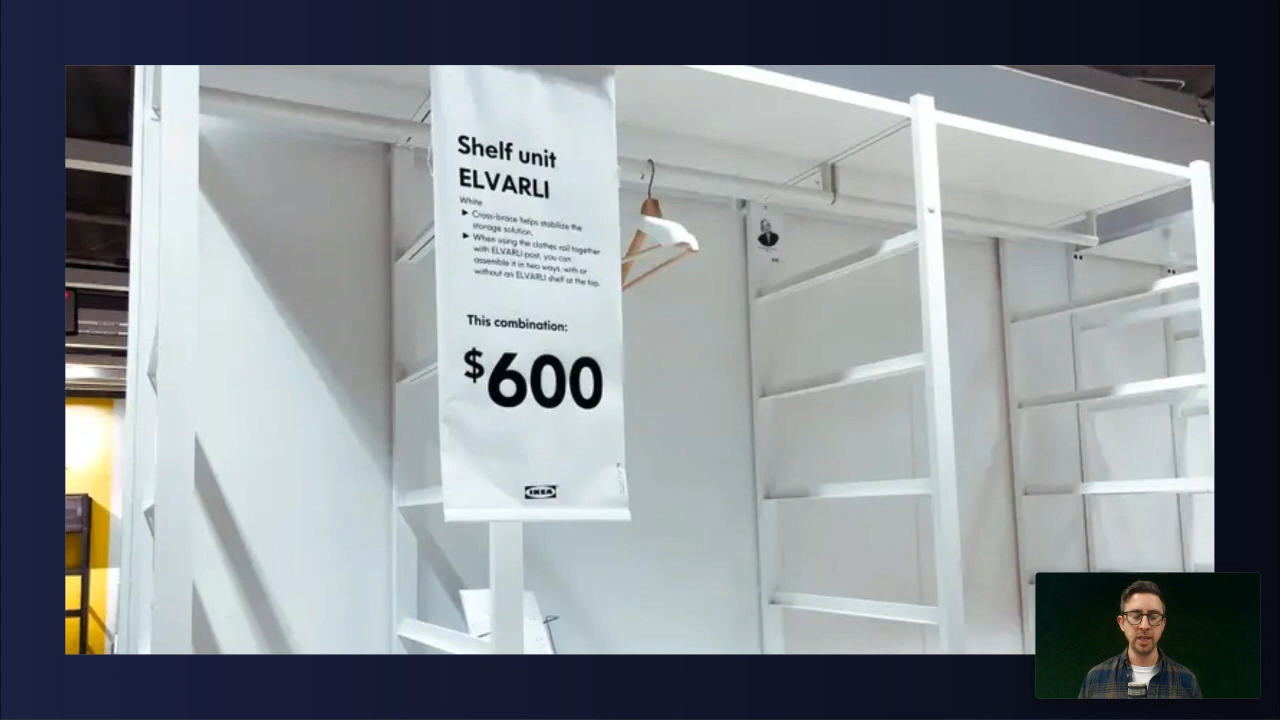 Shelf unit
ELVARLI
White
► Cross-brace helps stabilize the
storage solution.
► When using the clothes rail together
with ELVARLI post, you can
assemble it in two ways, with or
without an ELVARLI shelf at the top.
This combination:
$600
IKEA